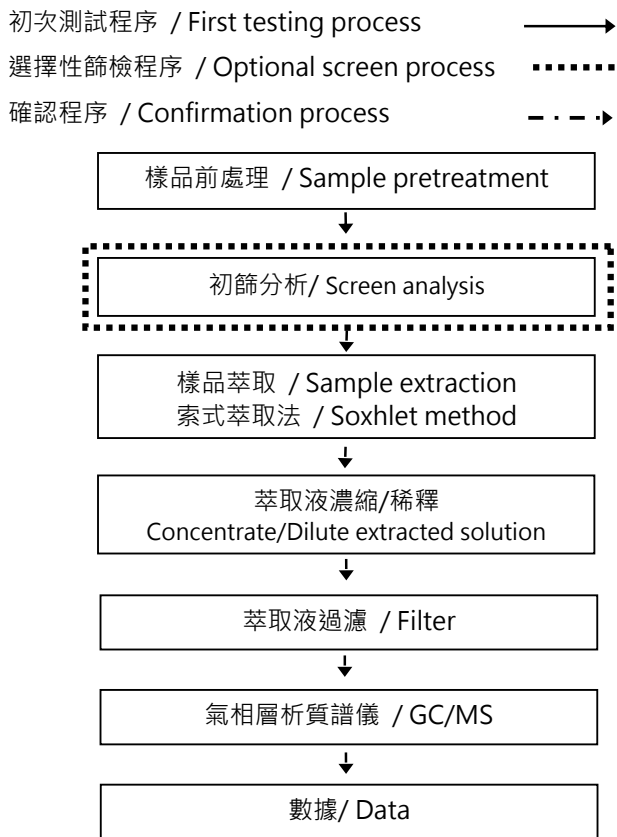 初次測試程序 / First testing process
選擇性篩檢程序 / Optional screen process
確認程序 / Confirmation process
樣品前處理 / Sample pretreatment
初篩分析/ Screen analysis
樣品萃取 / Sample extraction
索式萃取法 / Soxhlet method
萃取液濃縮/稀釋
Concentrate/Dilute extracted solution
萃取液過濾 / Filter
氣相層析質譜儀 / GC/MS
數據/ Data